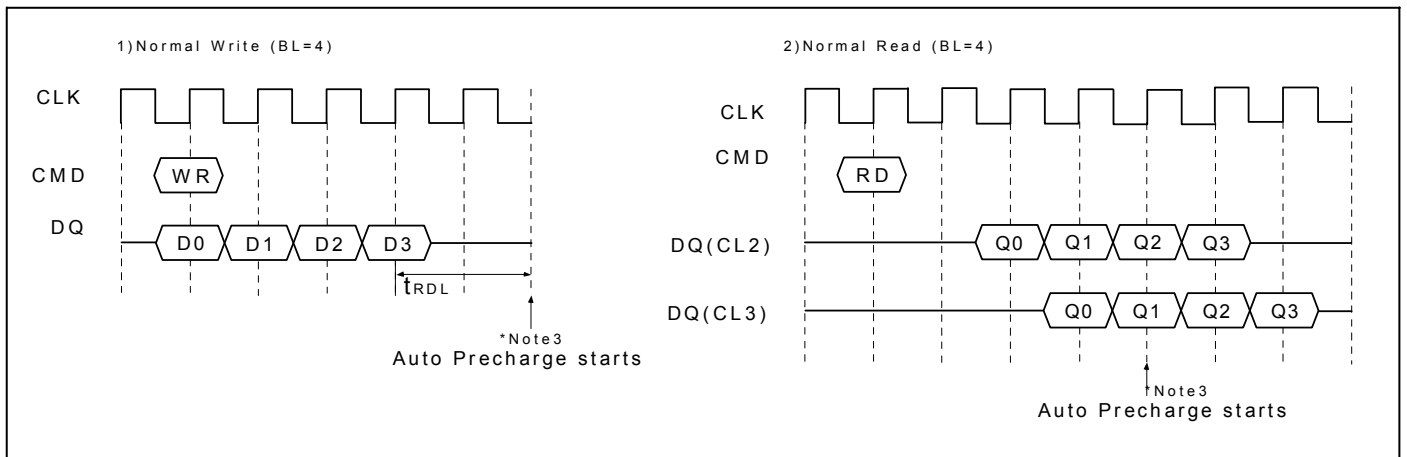 1)Normal Write (BL=4)
CLK
CMD
WR
DQ
D0 D1 D2 D3
tRDL
*Note3
Auto Precharge starts
2)Normal Read (BL=4)
CLK
CMD
RD
DQ(CL2)
Q0 Q1 Q2 Q3
DQ(CL3)
Q0 Q1 Q2 Q3
*Note3
Auto Precharge starts